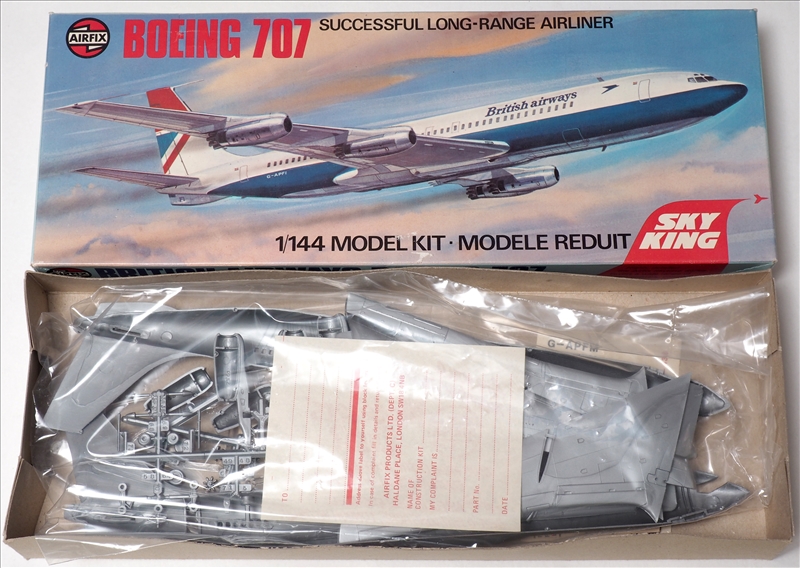 AIRFIX
BOEING 707
SUCCESSFUL LONG-RANGE AIRLINER
British airways
G-APFI
1/144 MODEL KIT · MODELE REDUIT
SKY
KING
G-APFM
TO:
AIRFIX PRODUCTS LTD. (DEPT. C)
HALDANE PLACE, LONDON
NAME OF
CONSTRUCTION KIT
MY COMPLAINT IS:
PART No.
DATE